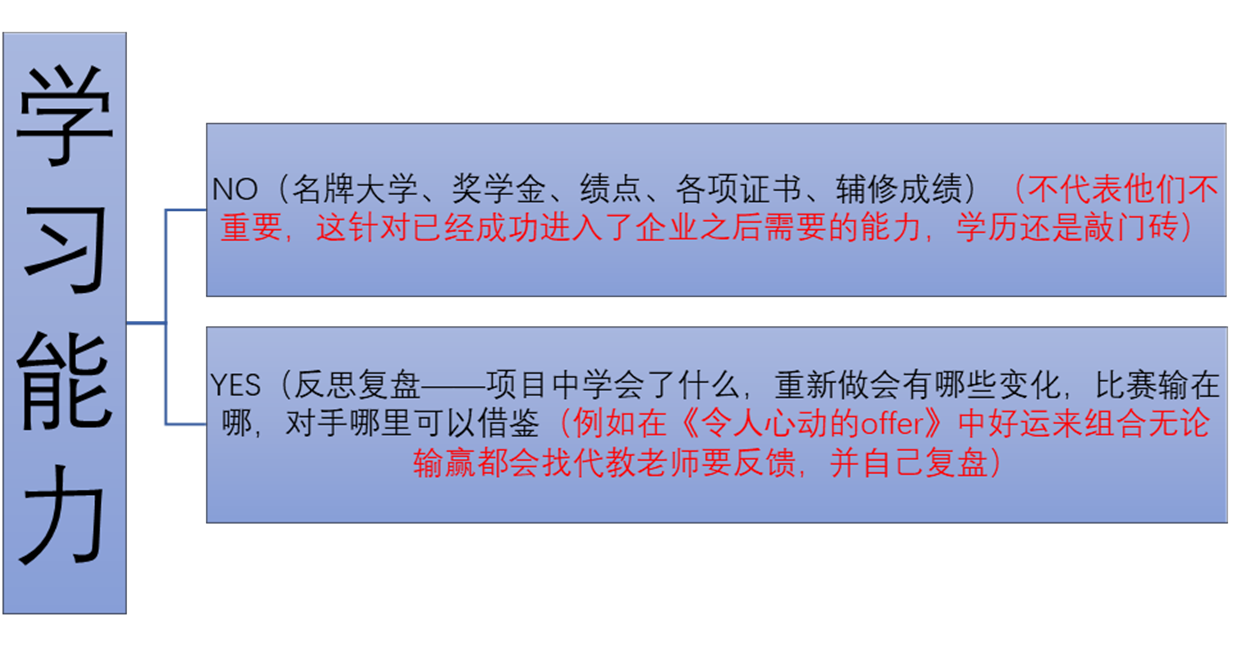 学习能力
NO（名牌大学、奖学金、绩点、各项证书、辅修成绩）（不代表他们不
重要，这针对已经成功进入了企业之后需要的能力，学历还是敲门砖）
YES（反思复盘——项目中学会了什么，重新做会有哪些变化，比赛输在
哪，对手哪里可以借鉴（例如在《令人心动的offer》中好运来组合无论
输赢都会找代教老师要反馈，并自己复盘）